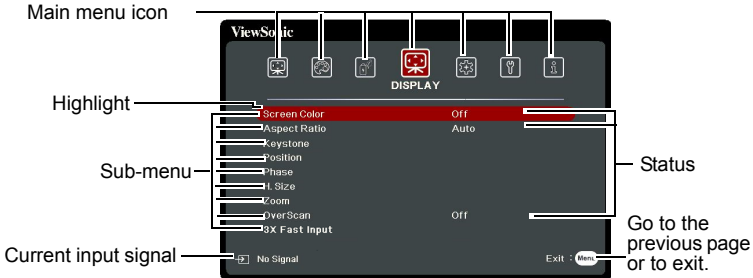 Main menu icon
ViewSonic
DISPLAY
Highlight
Screen Color Off
Aspect Ratio Auto
Keystone
Position
Sub-menu
Phase
Status
H. Size
Zoom
OverScan Off
3X Fast Input
Go to the
previous page
or to exit.
Current input signal
No Signal
Exit : Menu